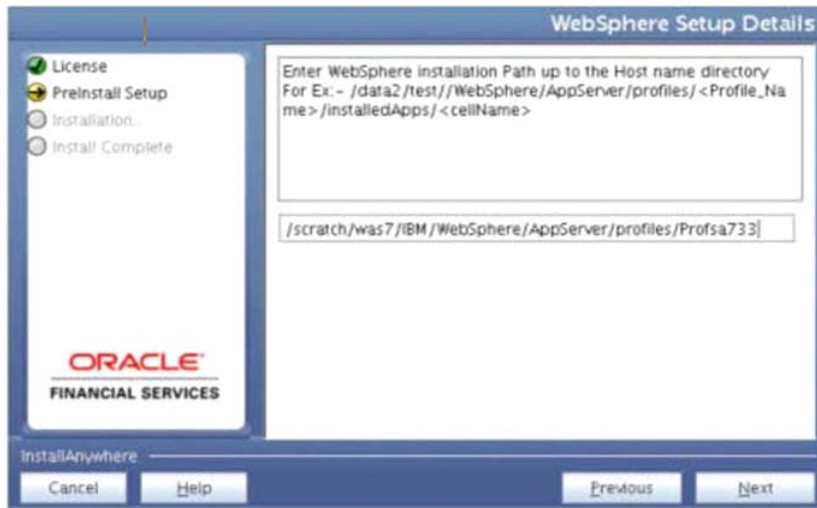 WebSphere Setup Details
License
PreInstall Setup
Installation..
Install Complete
Enter WebSphere installation Path up to the Host name directory
For Ex:- /data2/test//WebSphere/AppServer/profiles/<Profile_Na
me>/installedApps/<cellName>
/scratch/was7/IBM/WebSphere/AppServer/profiles/Profsa733
ORACLE
FINANCIAL SERVICES
InstallAnywhere
Cancel Help Previous Next